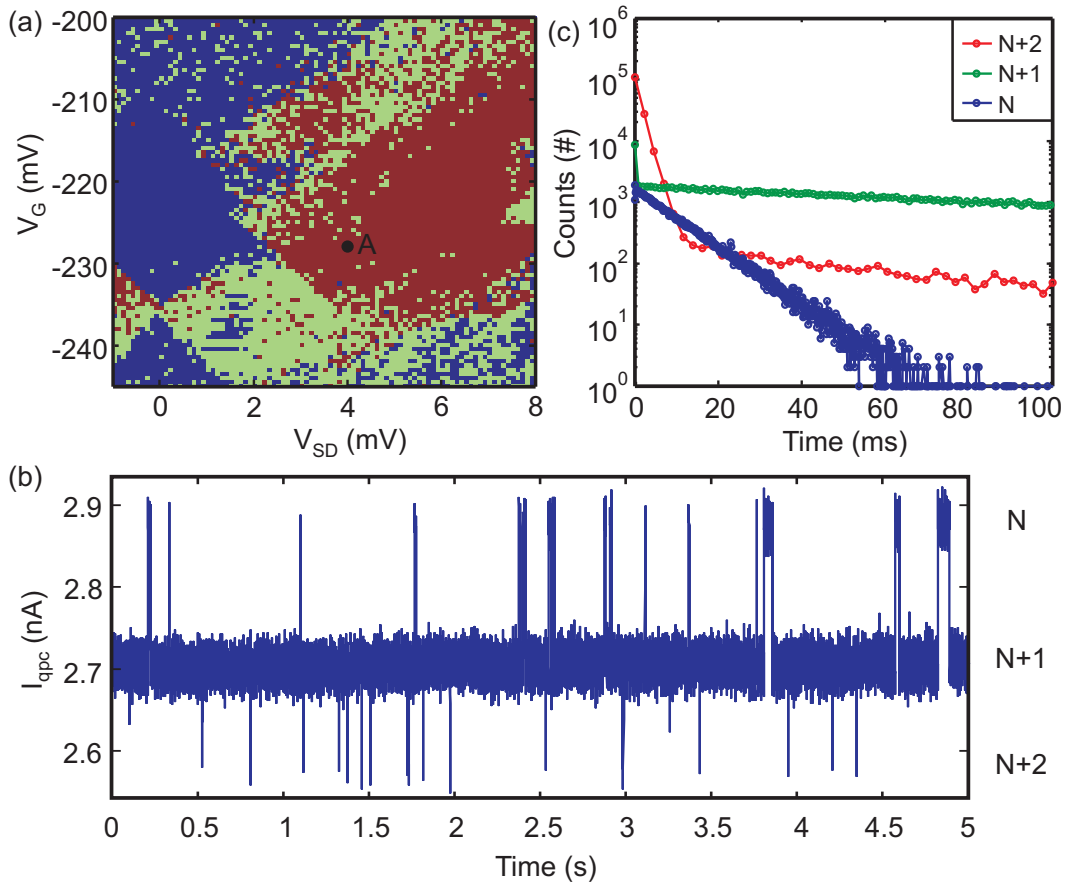 (a)
-200
-210
-220
-230
-240
V_G (mV)
A
0
2
4
6
8
V_SD (mV)
(c)
10^6
10^5
10^4
10^3
10^2
10^1
10^0
Counts (#)
N+2
N+1
N
0
20
40
60
80
100
Time (ms)
(b)
2.9
2.8
2.7
2.6
I_qpc (nA)
N
N+1
N+2
0
0.5
1
1.5
2
2.5
3
3.5
4
4.5
5
Time (s)